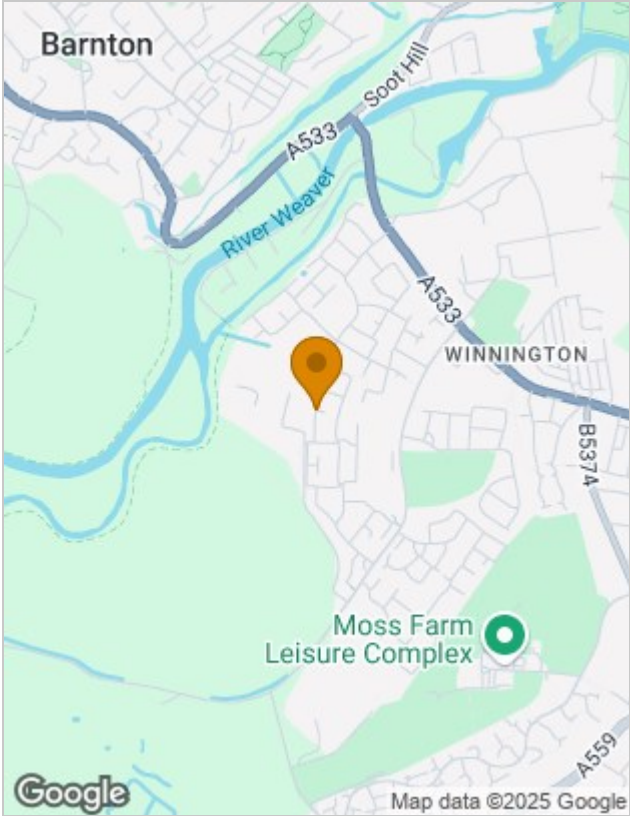 Barnton
Soot Hill
A533
River Weaver
A533
WINNINGTON
B5374
Moss Farm
Leisure Complex
A559
Google
Map data ©2025 Google